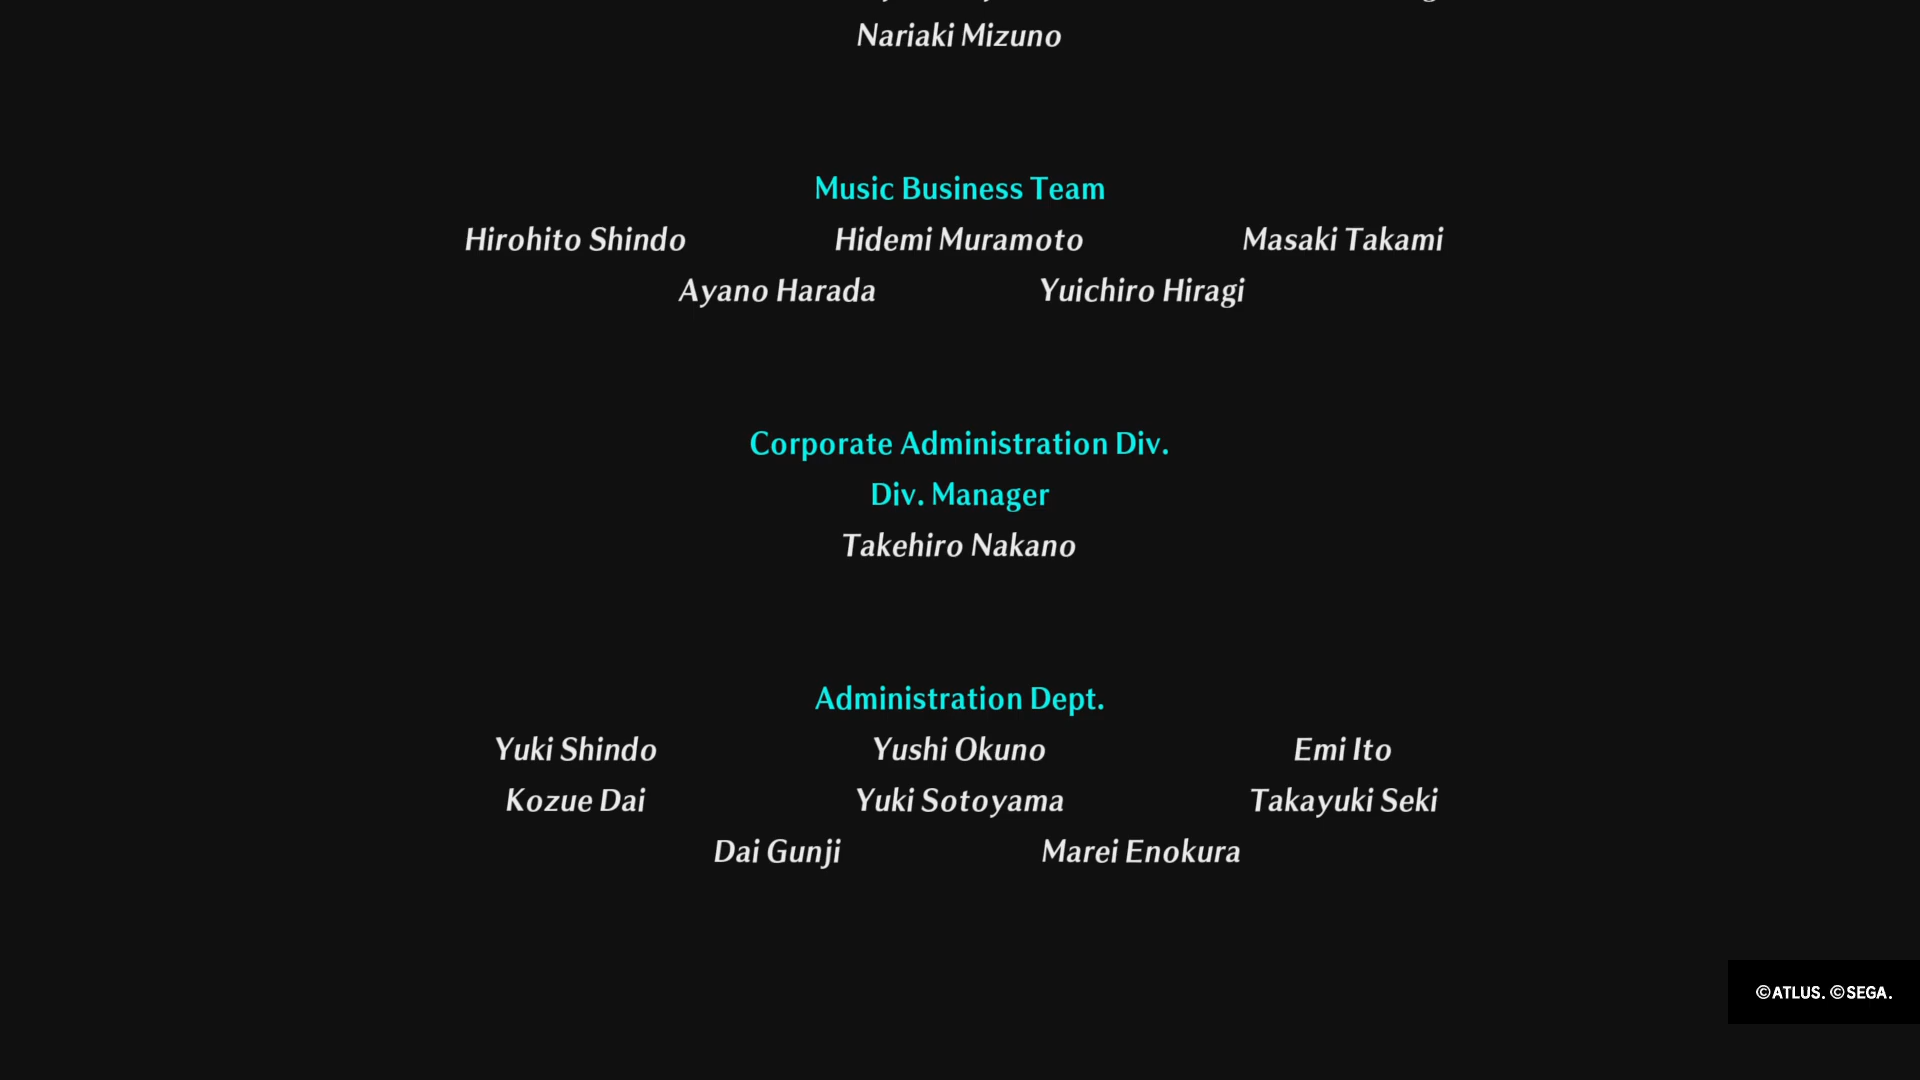 Nariaki Mizuno
Music Business Team
Hirohito Shindo Hidemi Muramoto Masaki Takami
Ayano Harada Yuichiro Hiragi
Corporate Administration Div.
Div. Manager
Takehiro Nakano
Administration Dept.
Yuki Shindo Yushi Okuno Emi Ito
Kozue Dai Yuki Sotoyama Takayuki Seki
Dai Gunji Marei Enokura
©ATLUS. ©SEGA.